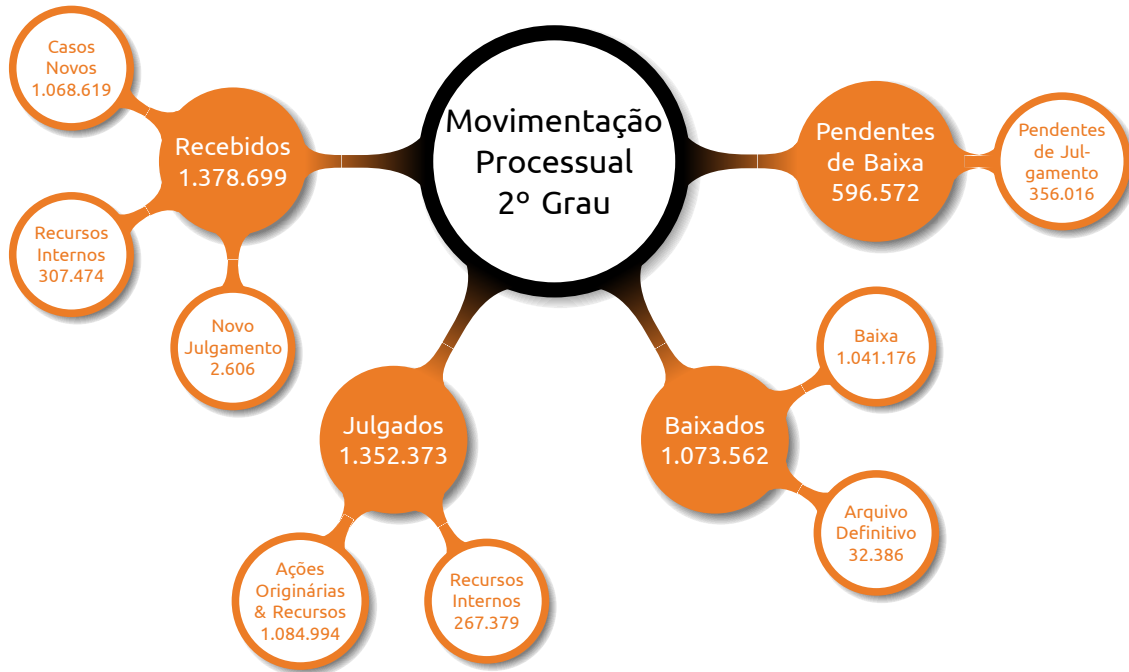 Movimentação
Processual
2º Grau
Casos
Novos
1.068.619
Recebidos
1.378.699
Recursos
Internos
307.474
Novo
Julgamento
2.606
Julgados
1.352.373
Ações
Originárias
& Recursos
1.084.994
Recursos
Internos
267.379
Baixados
1.073.562
Baixa
1.041.176
Arquivo
Definitivo
32.386
Pendentes
de Baixa
596.572
Pendentes
de Jul-
gamento
356.016